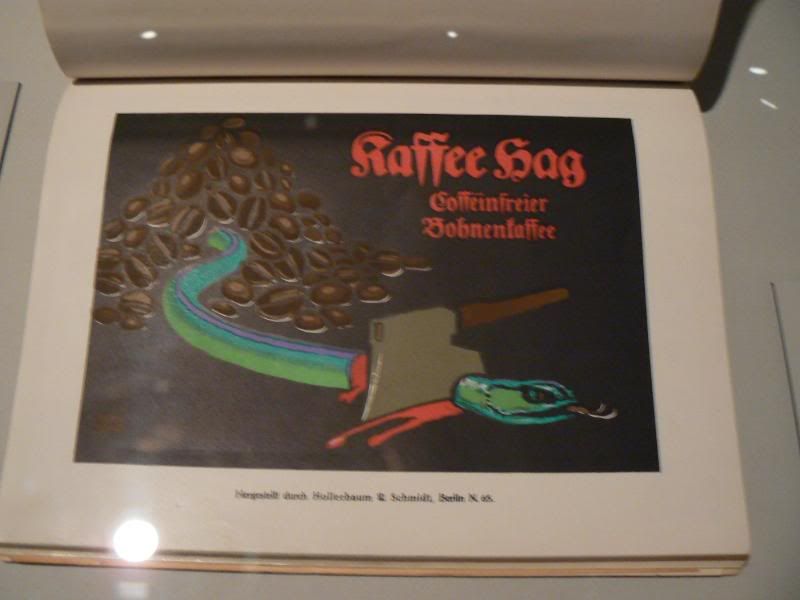 Kaffee Hag
Coffeinfreier
Bohnenkaffee
Hergestellt durch Hollerbaum & Schmidt, Berlin N. 65.